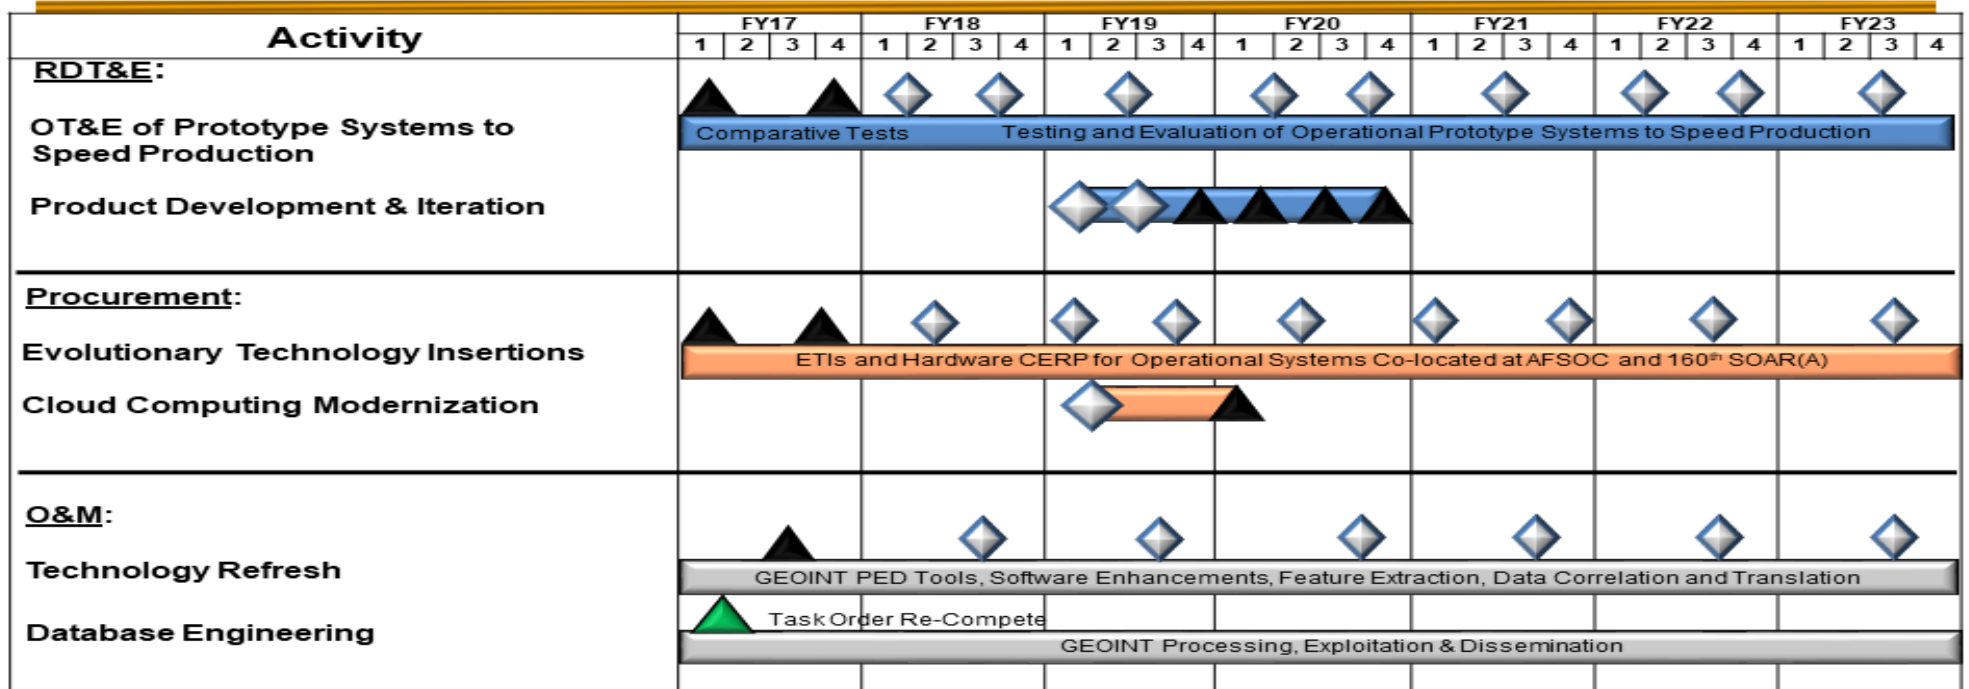 Activity
FY17 FY18 FY19 FY20 FY21 FY22 FY23
1 2 3 4 1 2 3 4 1 2 3 4 1 2 3 4 1 2 3 4 1 2 3 4 1 2 3 4
RDT&E:
OT&E of Prototype Systems to
Speed Production
Comparative Tests Testing and Evaluation of Operational Prototype Systems to Speed Production
Product Development & Iteration
Procurement:
Evolutionary Technology Insertions
ETIs and Hardware CERP for Operational Systems Co-located at AFSOC and 160th SOAR(A)
Cloud Computing Modernization
O&M:
Technology Refresh
GEOINT PED Tools, Software Enhancements, Feature Extraction, Data Correlation and Translation
Task Order Re-Compete
Database Engineering
GEOINT Processing, Exploitation & Dissemination